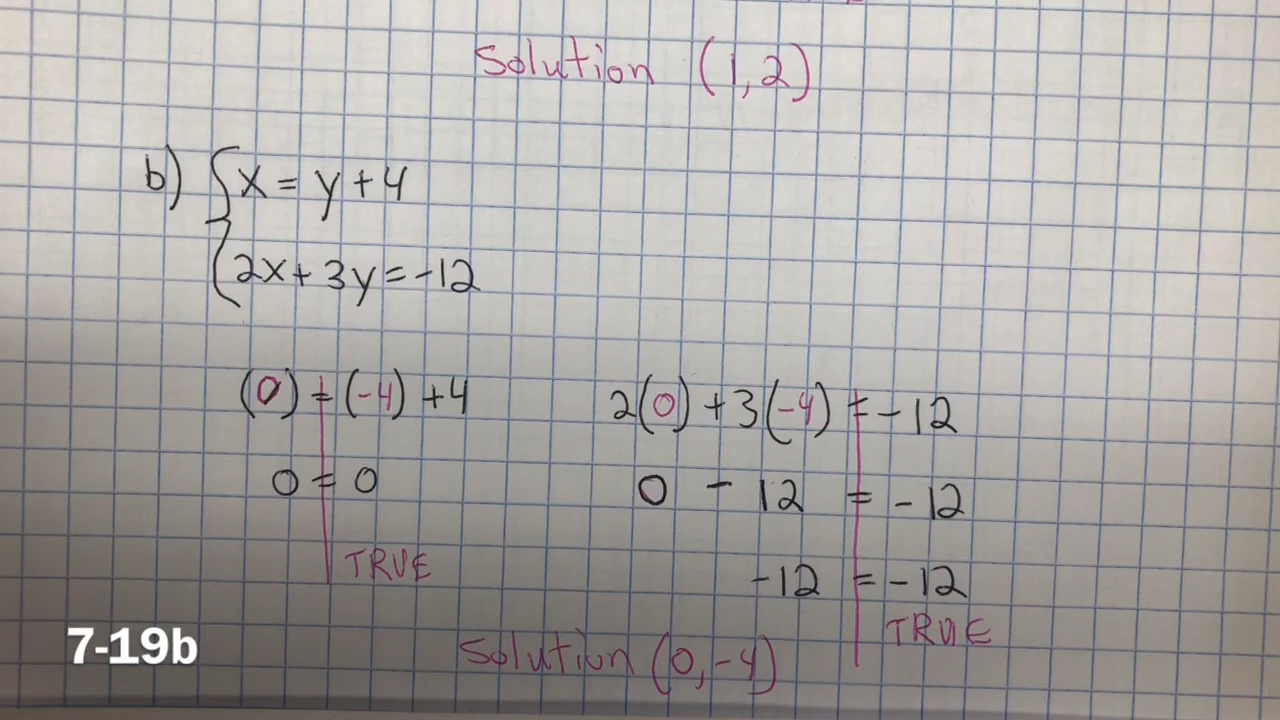 Solution (1,2)
b) { x = y + 4
2x + 3y = -12
(0) = (-4) + 4
2(0) + 3(-4) = -12
0 = 0
0 - 12 = -12
TRUE
-12 = -12
TRUE
7-19b
Solution (0,-4)